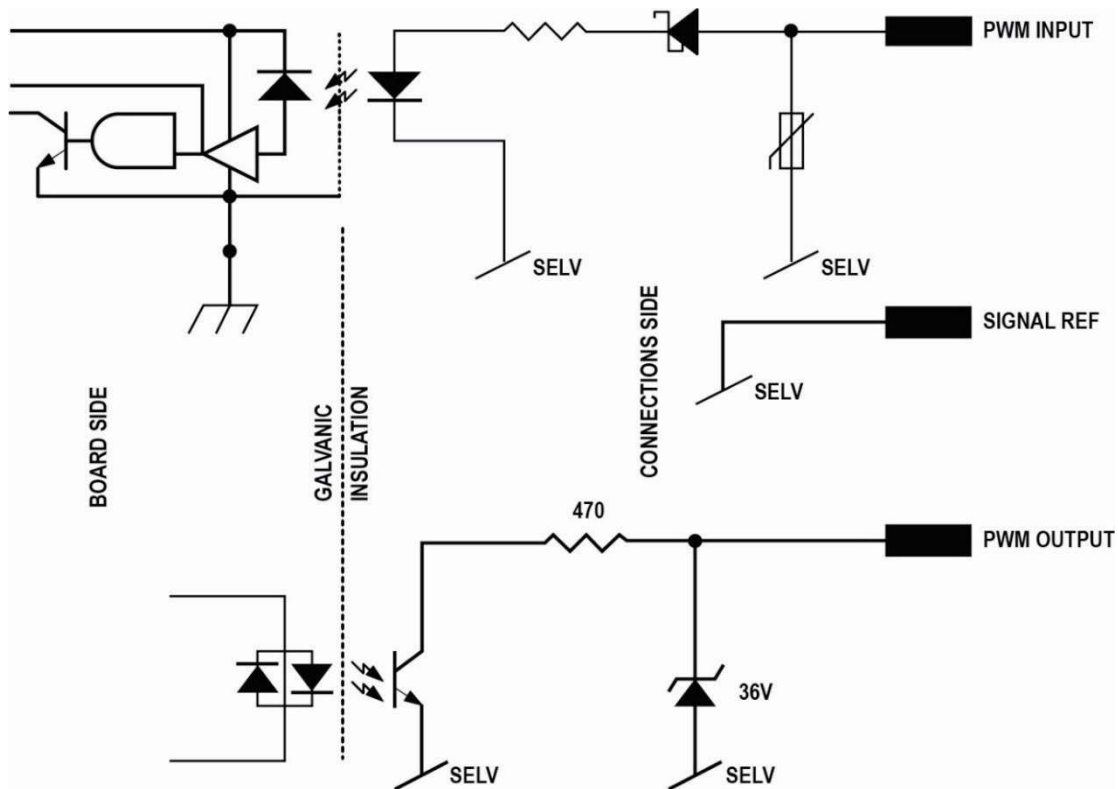 PWM INPUT
SELV
SELV
SIGNAL REF
SELV
BOARD SIDE
GALVANIC
INSULATION
CONNECTIONS SIDE
470
PWM OUTPUT
36V
SELV
SELV